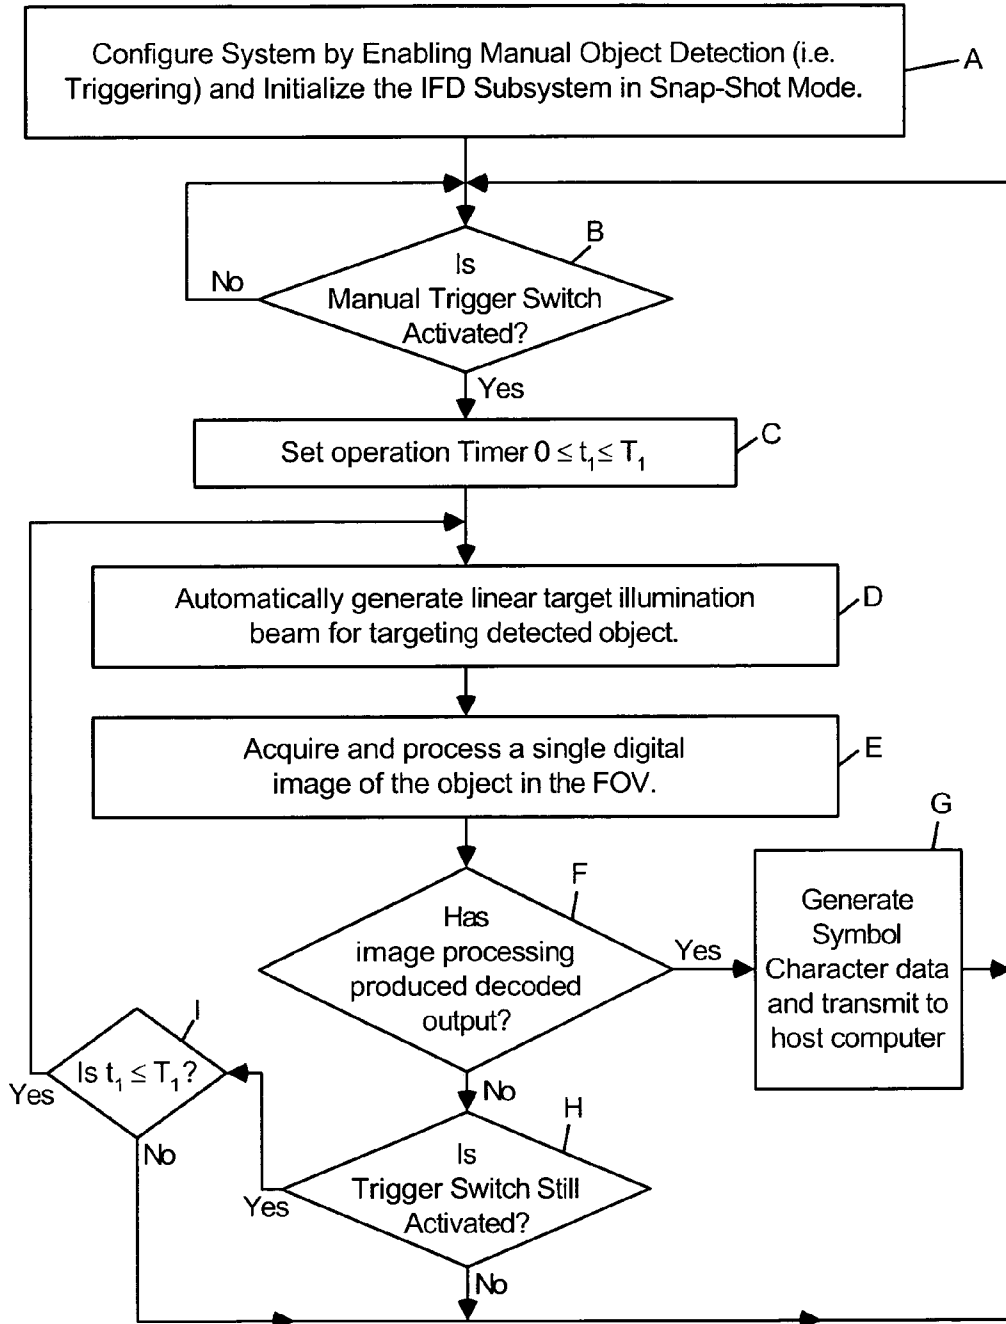 Configure System by Enabling Manual Object Detection (i.e.
Triggering) and Initialize the IFD Subsystem in Snap-Shot Mode.
A
B
Is
Manual Trigger Switch
Activated?
No
Yes
Set operation Timer 0 ≤ t₁ ≤ T₁
C
Automatically generate linear target illumination
beam for targeting detected object.
D
Acquire and process a single digital
image of the object in the FOV.
E
F
Has
image processing
produced decoded
output?
Yes
G
Generate
Symbol
Character data
and transmit to
host computer
No
I
Is t₁ ≤ T₁?
Yes
No
H
Is
Trigger Switch Still
Activated?
Yes
No